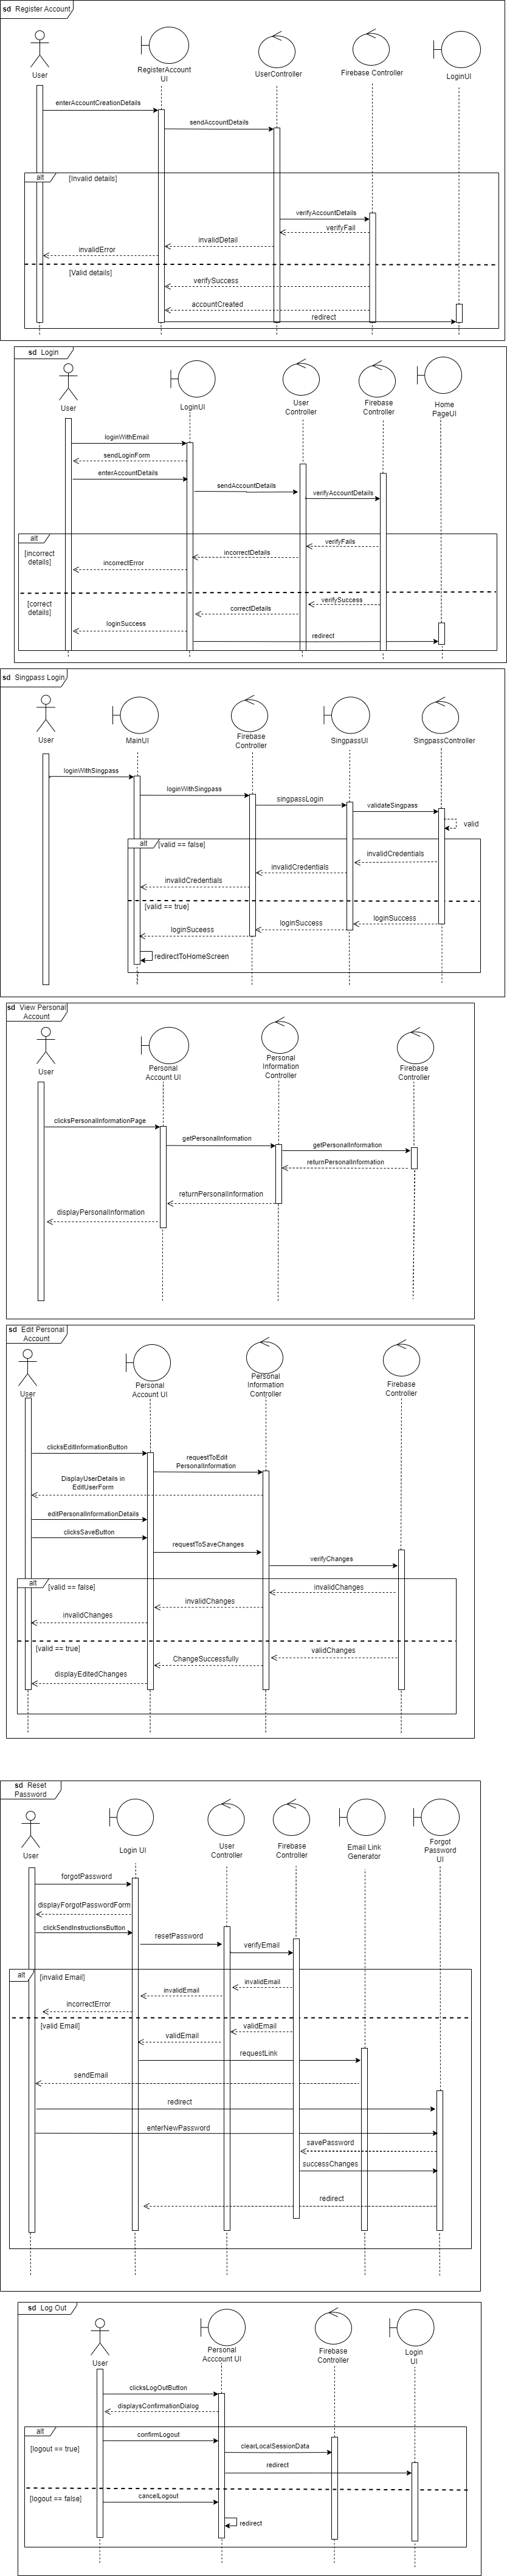 sd Register Account
User
RegisterAccount
UI
UserController
Firebase Controller
LoginUI
enterAccountCreationDetails
sendAccountDetails
alt
[Invalid details]
verifyAccountDetails
verifyFail
invalidDetail
invalidError
[Valid details]
verifySuccess
accountCreated
redirect
sd Login
User
LoginUI
User
Controller
Firebase
Controller
Home
PageUI
loginWithEmail
sendLoginForm
enterAccountDetails
sendAccountDetails
verifyAccountDetails
alt
[incorrect
details]
verifyFails
incorrectDetails
incorrectError
[correct
details]
verifySuccess
correctDetails
loginSuccess
redirect
sd Singpass Login
User
MainUI
Firebase
Controller
SingpassUI
SingpassController
loginWithSingpass
loginWithSingpass
singpassLogin
validateSingpass
valid
alt
[valid == false]
invalidCredentials
invalidCredentials
invalidCredentials
[valid == true]
loginSuccess
loginSuccess
loginSuceess
redirectToHomeScreen
sd View Personal
Account
User
Personal
Account UI
Personal
Information
Controller
Firebase
Controller
clicksPersonalInformationPage
getPersonalInformation
getPersonalInformation
returnPersonalInformation
returnPersonalInformation
displayPersonalInformation
sd Edit Personal
Account
User
Personal
Account UI
Personal
Information
Controller
Firebase
Controller
clicksEditInformationButton
requestToEdit
PersonalInformation
DisplayUserDetails in
EditUserForm
editPersonalInformationDetails
clicksSaveButton
requestToSaveChanges
verifyChanges
alt
[valid == false]
invalidChanges
invalidChanges
invalidChanges
[valid == true]
validChanges
ChangeSuccessfully
displayEditedChanges
sd Reset
Password
User
Login UI
User
Controller
Firebase
Controller
Email Link
Generator
Forgot
Password
UI
forgotPassword
displayForgotPasswordForm
clickSendInstructionsButton
resetPassword
verifyEmail
alt
[invalid Email]
invalidEmail
invalidEmail
incorrectError
[valid Email]
validEmail
validEmail
requestLink
sendEmail
redirect
enterNewPassword
savePassword
successChanges
redirect
sd Log Out
User
Personal
Acccount UI
Firebase
Controller
Login
UI
clicksLogOutButton
displaysConfirmationDialog
alt
confirmLogout
[logout == true]
clearLocalSessionData
redirect
[logout == false]
cancelLogout
redirect